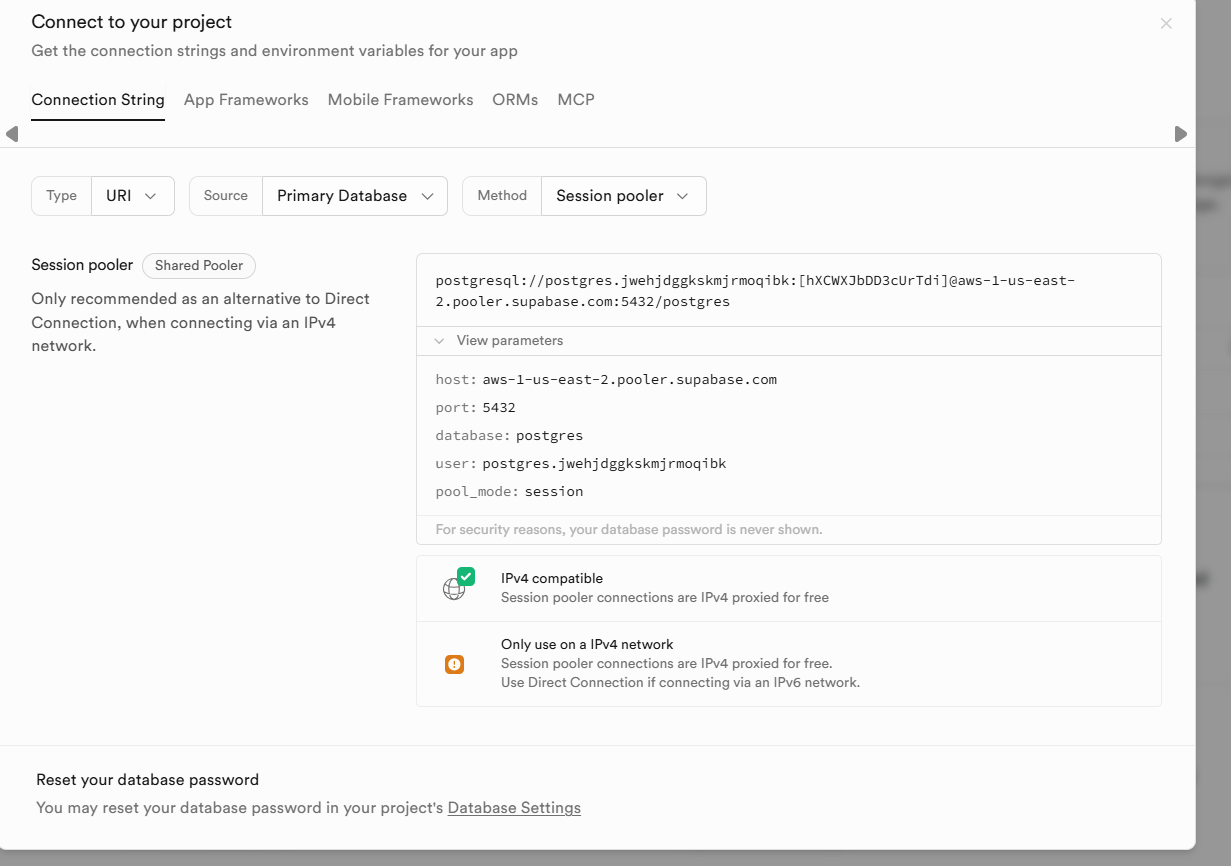 Connect to your project
Get the connection strings and environment variables for your app
Connection String App Frameworks Mobile Frameworks ORMs MCP
Type URI Source Primary Database Method Session pooler
Session pooler Shared Pooler
Only recommended as an alternative to Direct
Connection, when connecting via an IPv4
network.
postgresql://postgres.jwehjdggkskmjrmoqibk:[hXCWXJbDD3cUrTdi]@aws-1-us-east-
2.pooler.supabase.com:5432/postgres
View parameters
host: aws-1-us-east-2.pooler.supabase.com
port: 5432
database: postgres
user: postgres.jwehjdggkskmjrmoqibk
pool_mode: session
For security reasons, your database password is never shown.
IPv4 compatible
Session pooler connections are IPv4 proxied for free
Only use on a IPv4 network
Session pooler connections are IPv4 proxied for free.
Use Direct Connection if connecting via an IPv6 network.
Reset your database password
You may reset your database password in your project's Database Settings